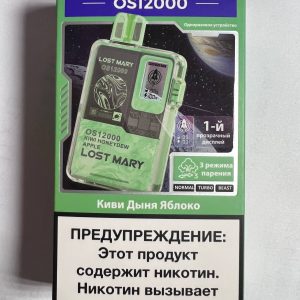 OS12000
Одноразовое устройство
LOST MARY
OS12000
OS12000
KIWI HONEYDEW
APPLE
LOST MARY
1-й
прозрачный
дисплей
3 режима
парения
NORMAL TURBO BEAST
Киви Дыня Яблоко
ПРЕДУПРЕЖДЕНИЕ:
Этот продукт
содержит никотин.
Никотин вызывает